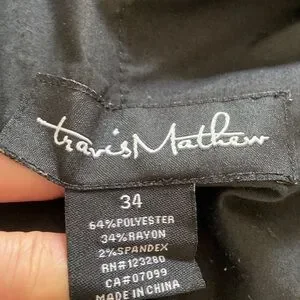 travisMathew
34
64%POLYESTER
34%RAYON
2%SPANDEX
RN#123280
CA#07099
MADE IN CHINA